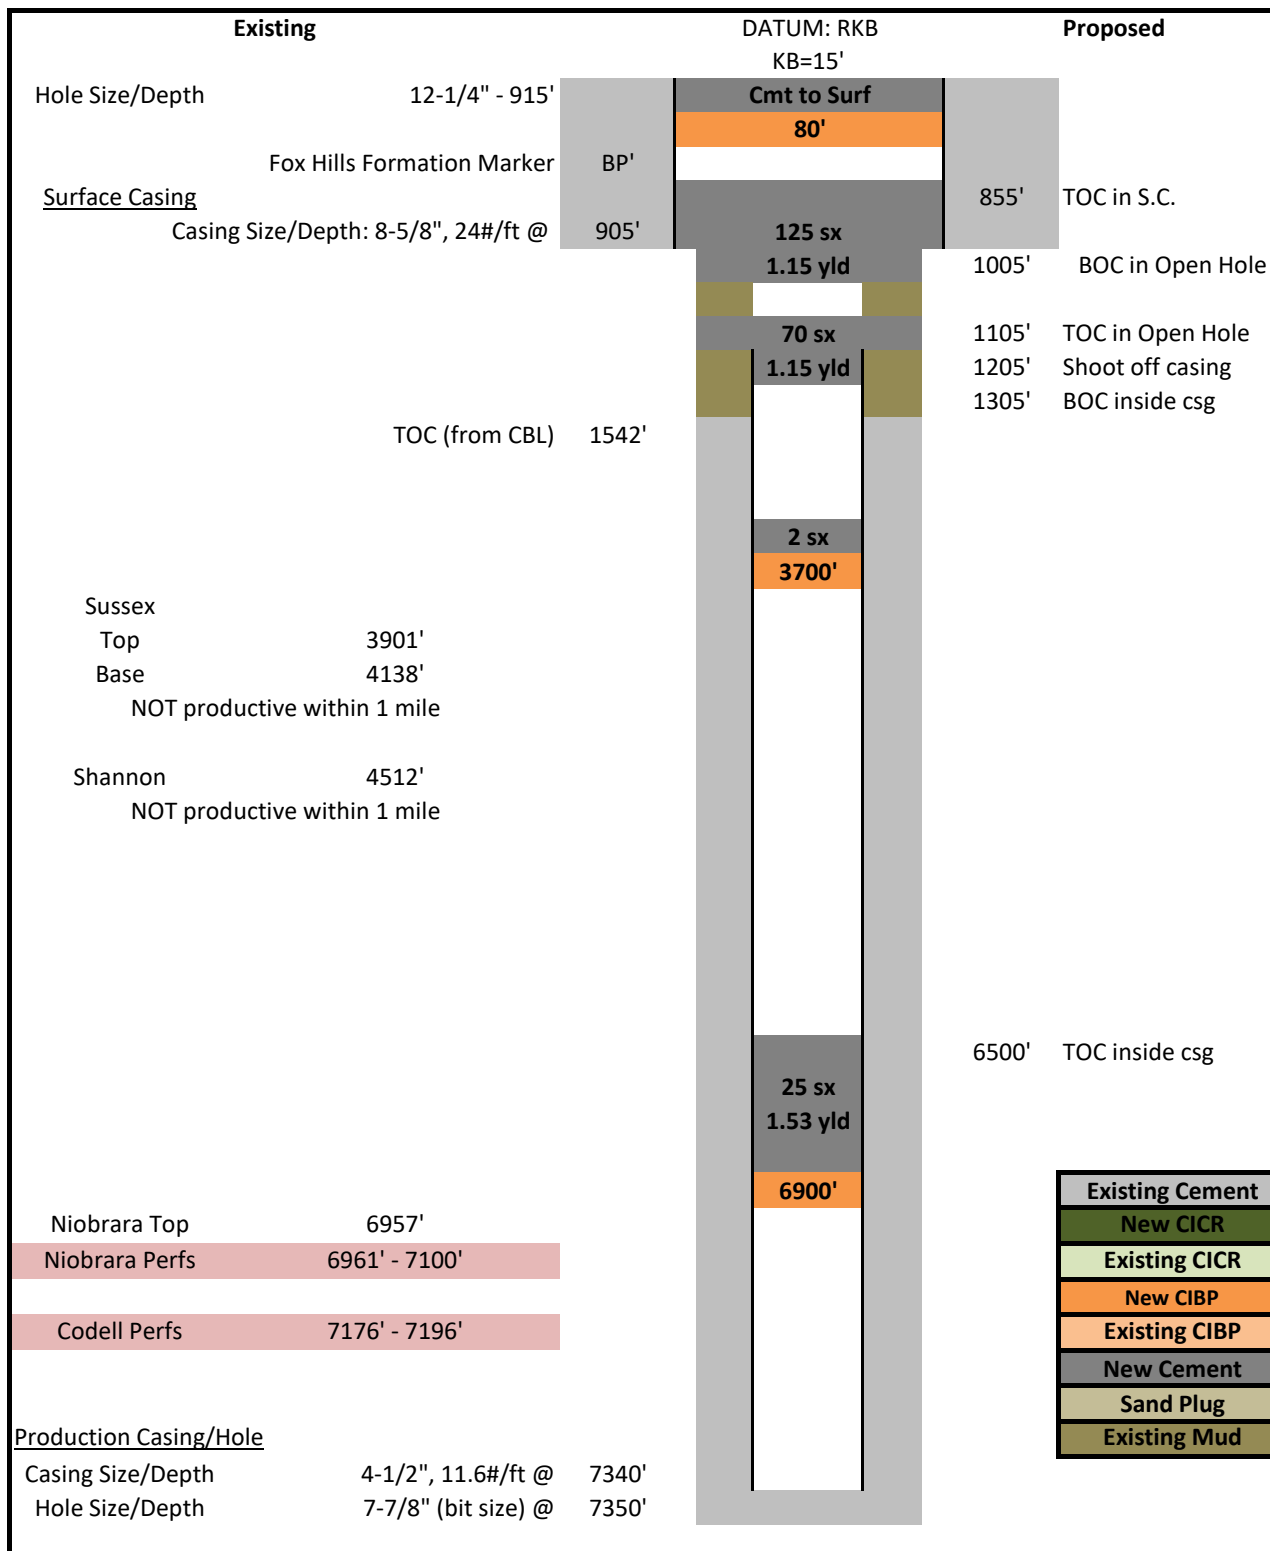 Existing DATUM: RKB Proposed
KB=15'
Hole Size/Depth 12-1/4" - 915' Cmt to Surf
80'
Fox Hills Formation Marker BP'
Surface Casing 855' TOC in S.C.
Casing Size/Depth: 8-5/8", 24#/ft @ 905' 125 sx
1.15 yld 1005' BOC in Open Hole
70 sx 1105' TOC in Open Hole
1.15 yld 1205' Shoot off casing
1305' BOC inside csg
TOC (from CBL) 1542'
2 sx
3700'
Sussex
Top 3901'
Base 4138'
NOT productive within 1 mile
Shannon 4512'
NOT productive within 1 mile
6500' TOC inside csg
25 sx
1.53 yld
6900' Existing Cement
Niobrara Top 6957' New CICR
Niobrara Perfs 6961' - 7100' Existing CICR
New CIBP
Codell Perfs 7176' - 7196' Existing CIBP
New Cement
Sand Plug
Production Casing/Hole Existing Mud
Casing Size/Depth 4-1/2", 11.6#/ft @ 7340'
Hole Size/Depth 7-7/8" (bit size) @ 7350'